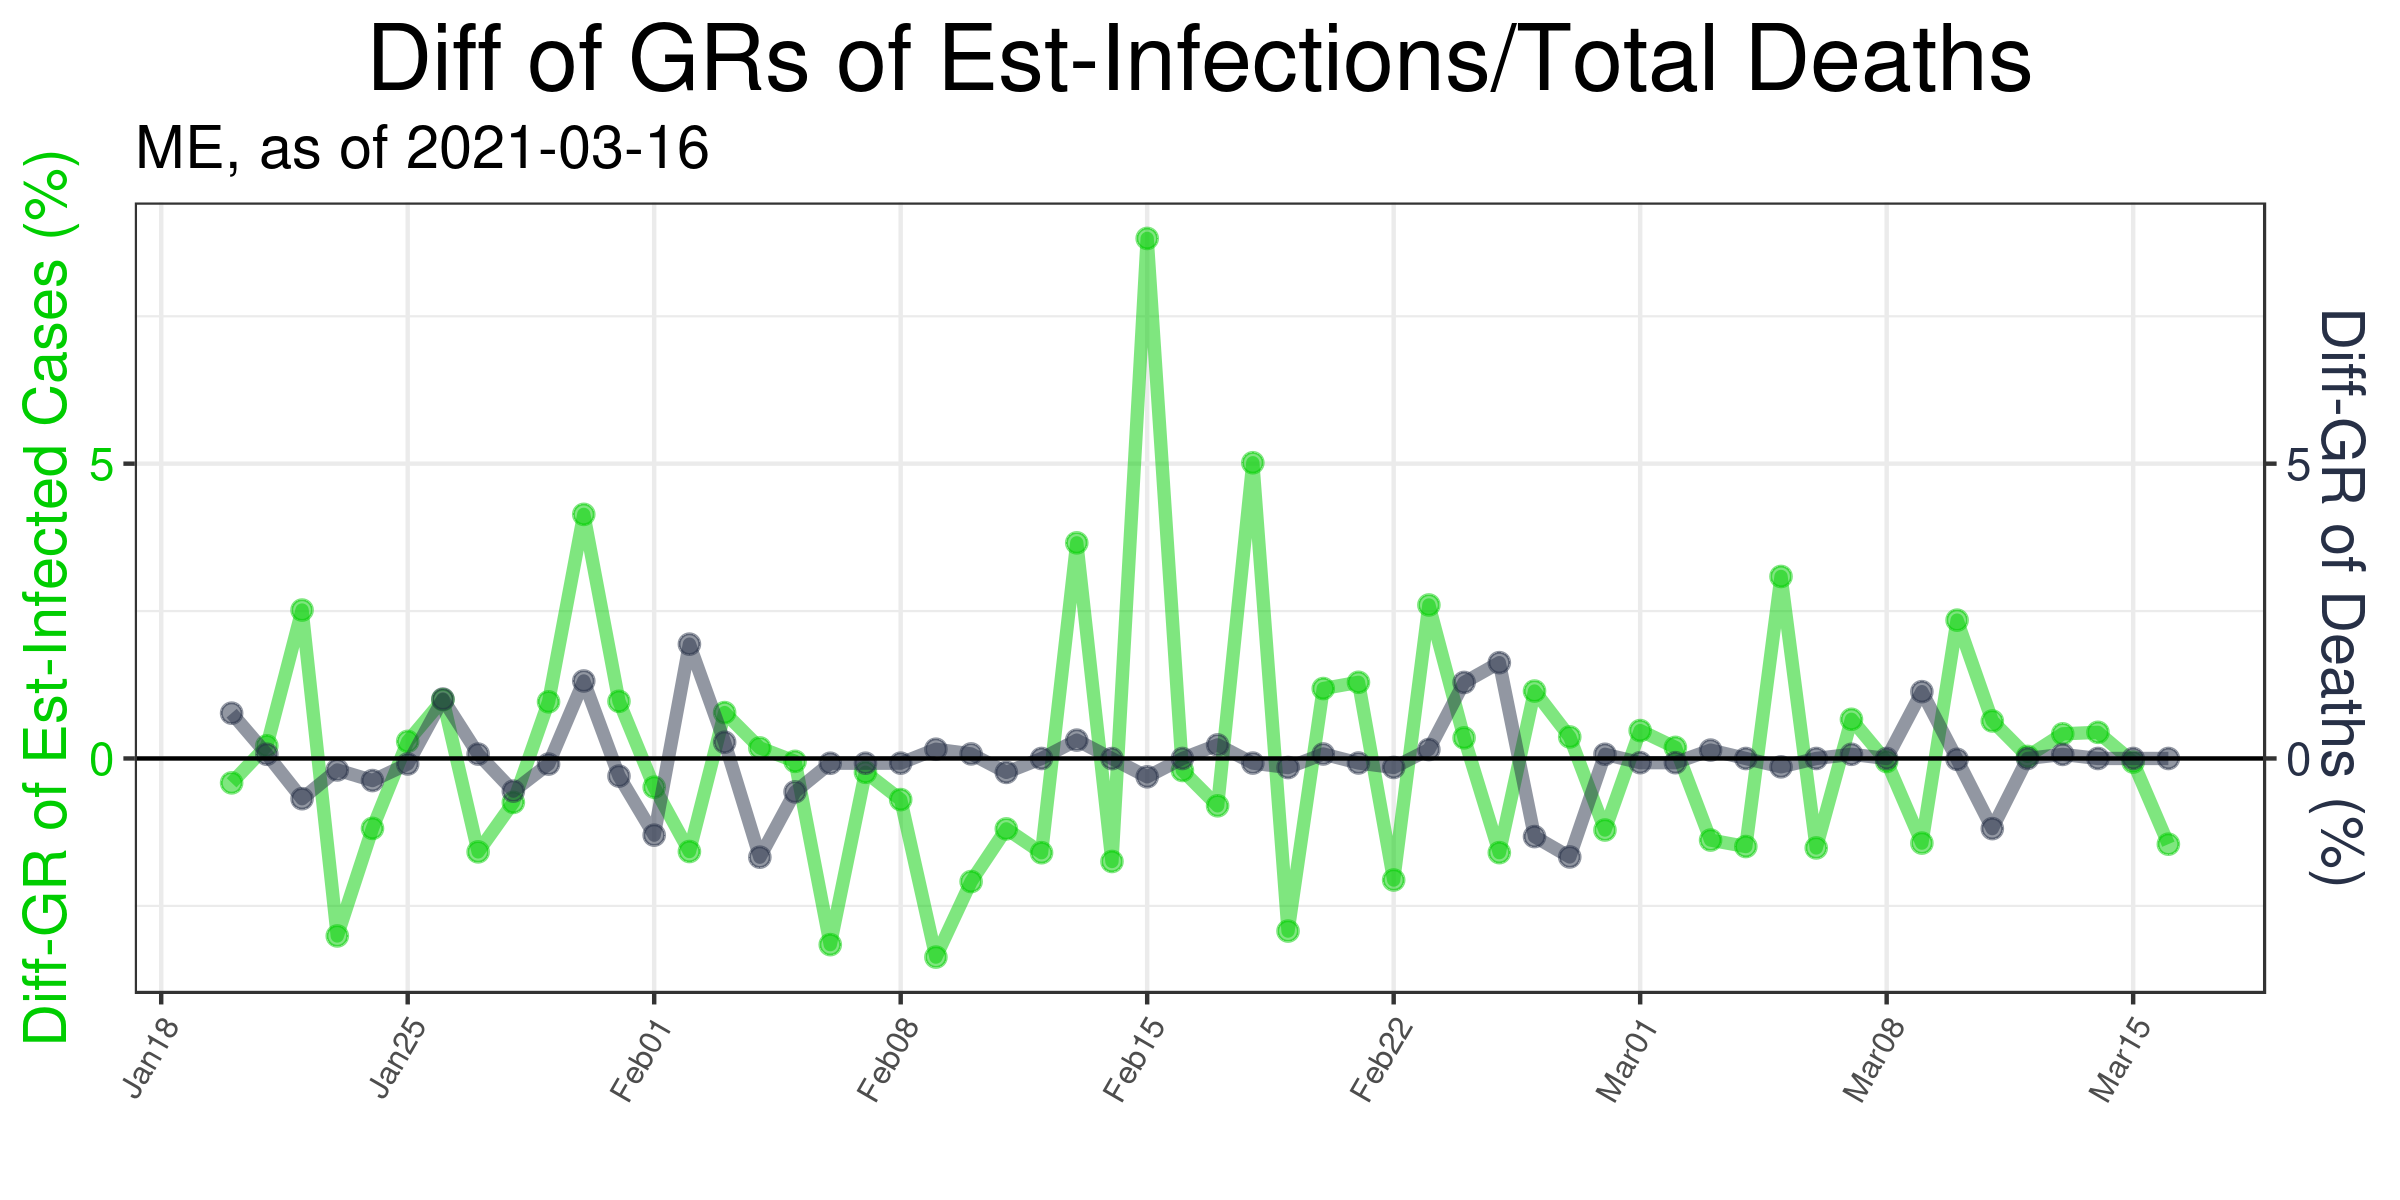 Diff of GRs of Est-Infections/Total Deaths
ME, as of 2021-03-16
Diff-GR of Est-Infected Cases (%)
5
0
5
0
Diff-GR of Deaths (%)
Jan18
Jan25
Feb01
Feb08
Feb15
Feb22
Mar01
Mar08
Mar15